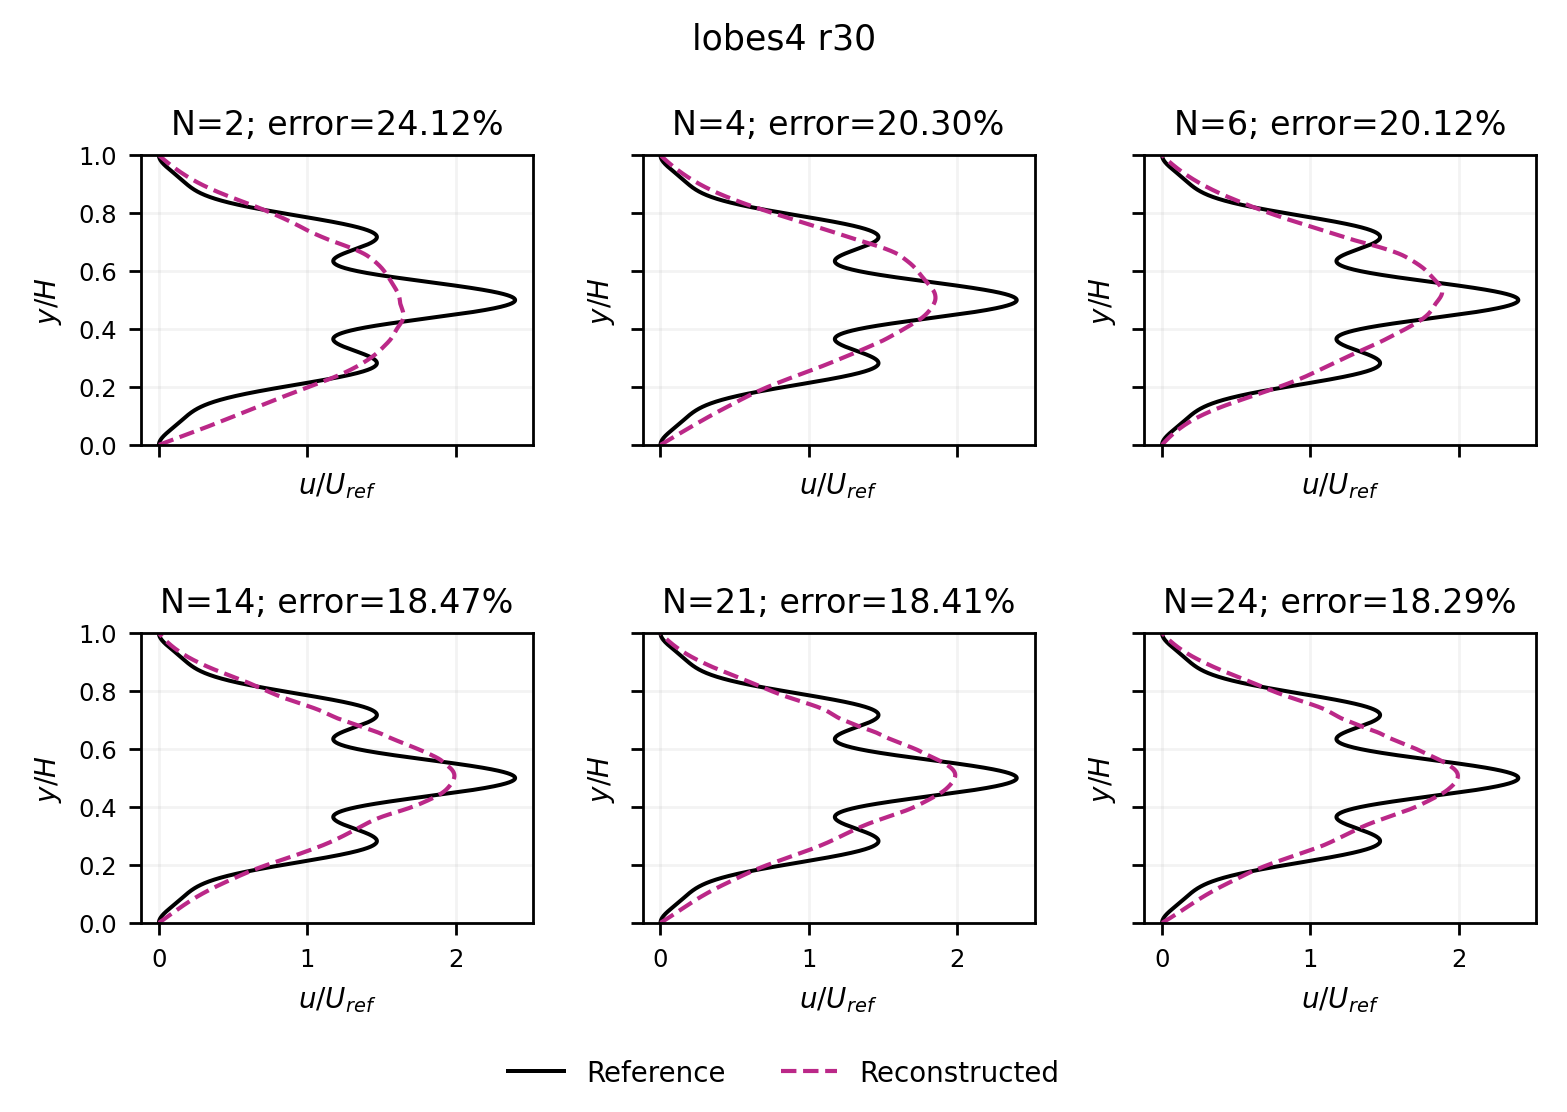 lobes4 r30
N=2; error=24.12%
N=4; error=20.30%
N=6; error=20.12%
1.0
0.8
0.6
0.4
0.2
0.0
y/H
y/H
y/H
u/U_ref
u/U_ref
u/U_ref
N=14; error=18.47%
N=21; error=18.41%
N=24; error=18.29%
1.0
0.8
0.6
0.4
0.2
0.0
y/H
y/H
y/H
0 1 2
0 1 2
0 1 2
u/U_ref
u/U_ref
u/U_ref
Reference
Reconstructed